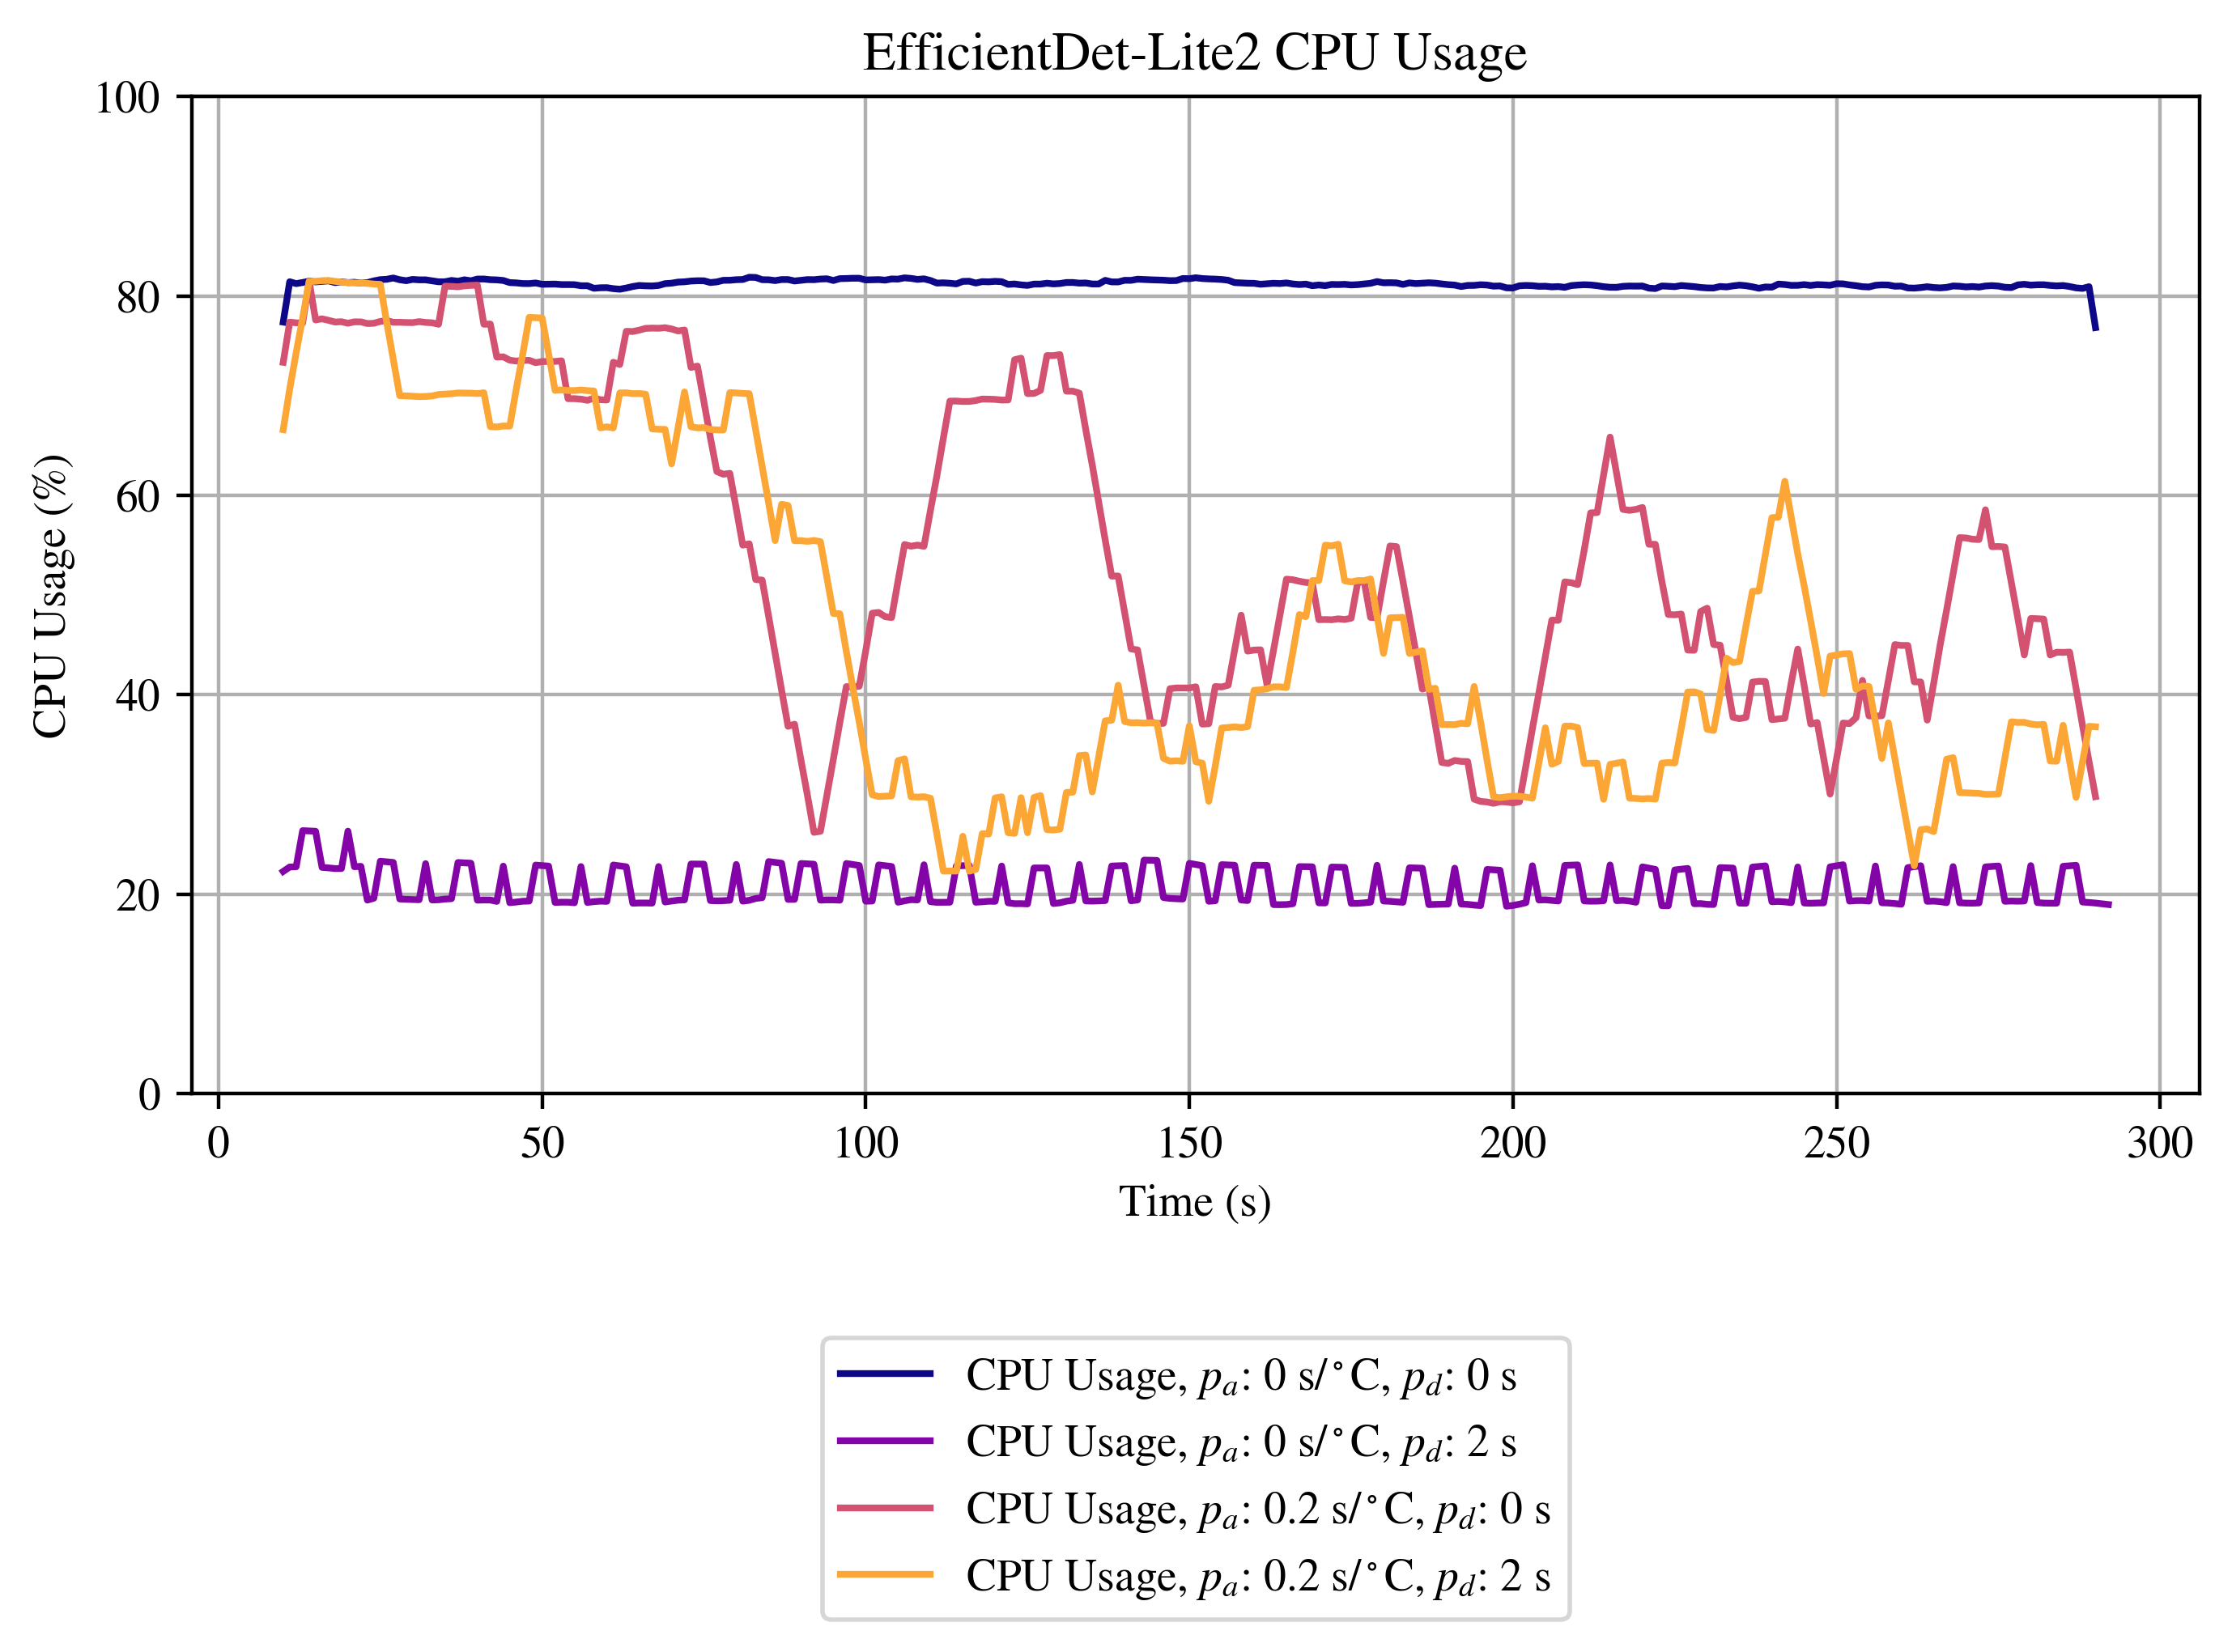 EfficientDet-Lite2 CPU Usage
100
80
60
40
20
0
CPU Usage (%)
0 50 100 150 200 250 300
Time (s)
CPU Usage, pa: 0 s/°C, pd: 0 s
CPU Usage, pa: 0 s/°C, pd: 2 s
CPU Usage, pa: 0.2 s/°C, pd: 0 s
CPU Usage, pa: 0.2 s/°C, pd: 2 s